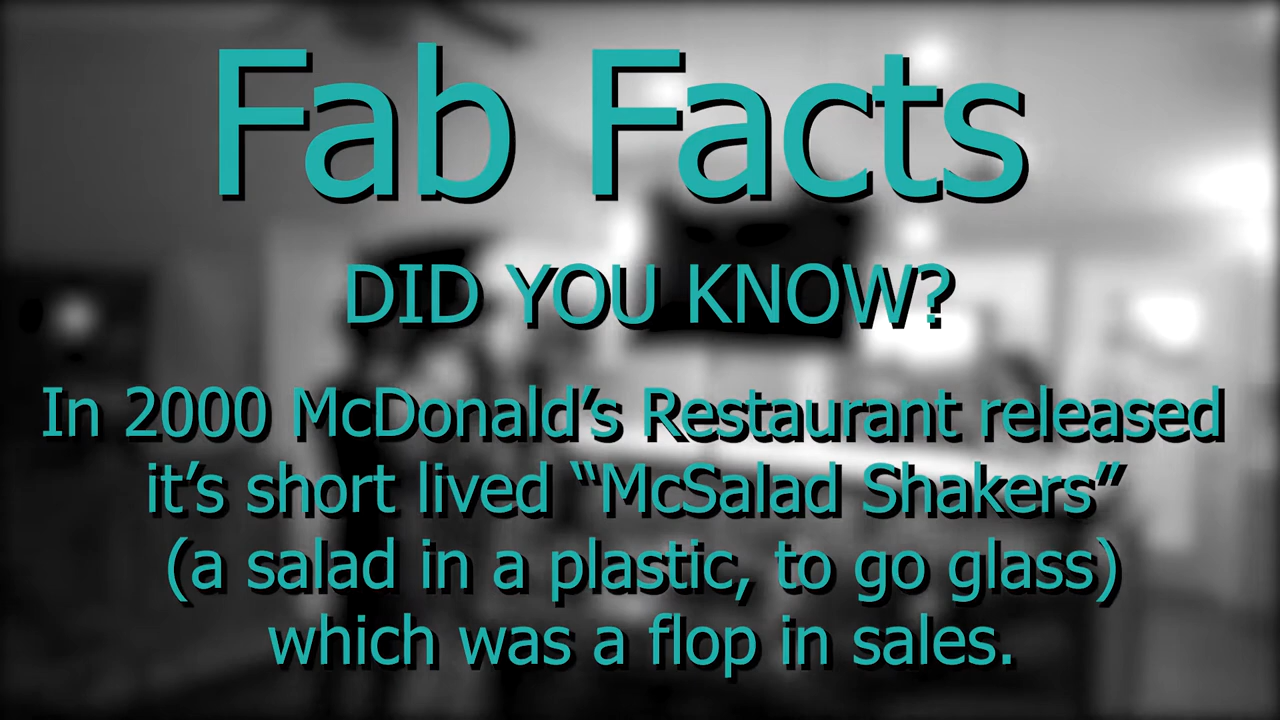 Fab Facts
DID YOU KNOW?
In 2000 McDonald’s Restaurant released
it’s short lived “McSalad Shakers”
(a salad in a plastic, to go glass)
which was a flop in sales.